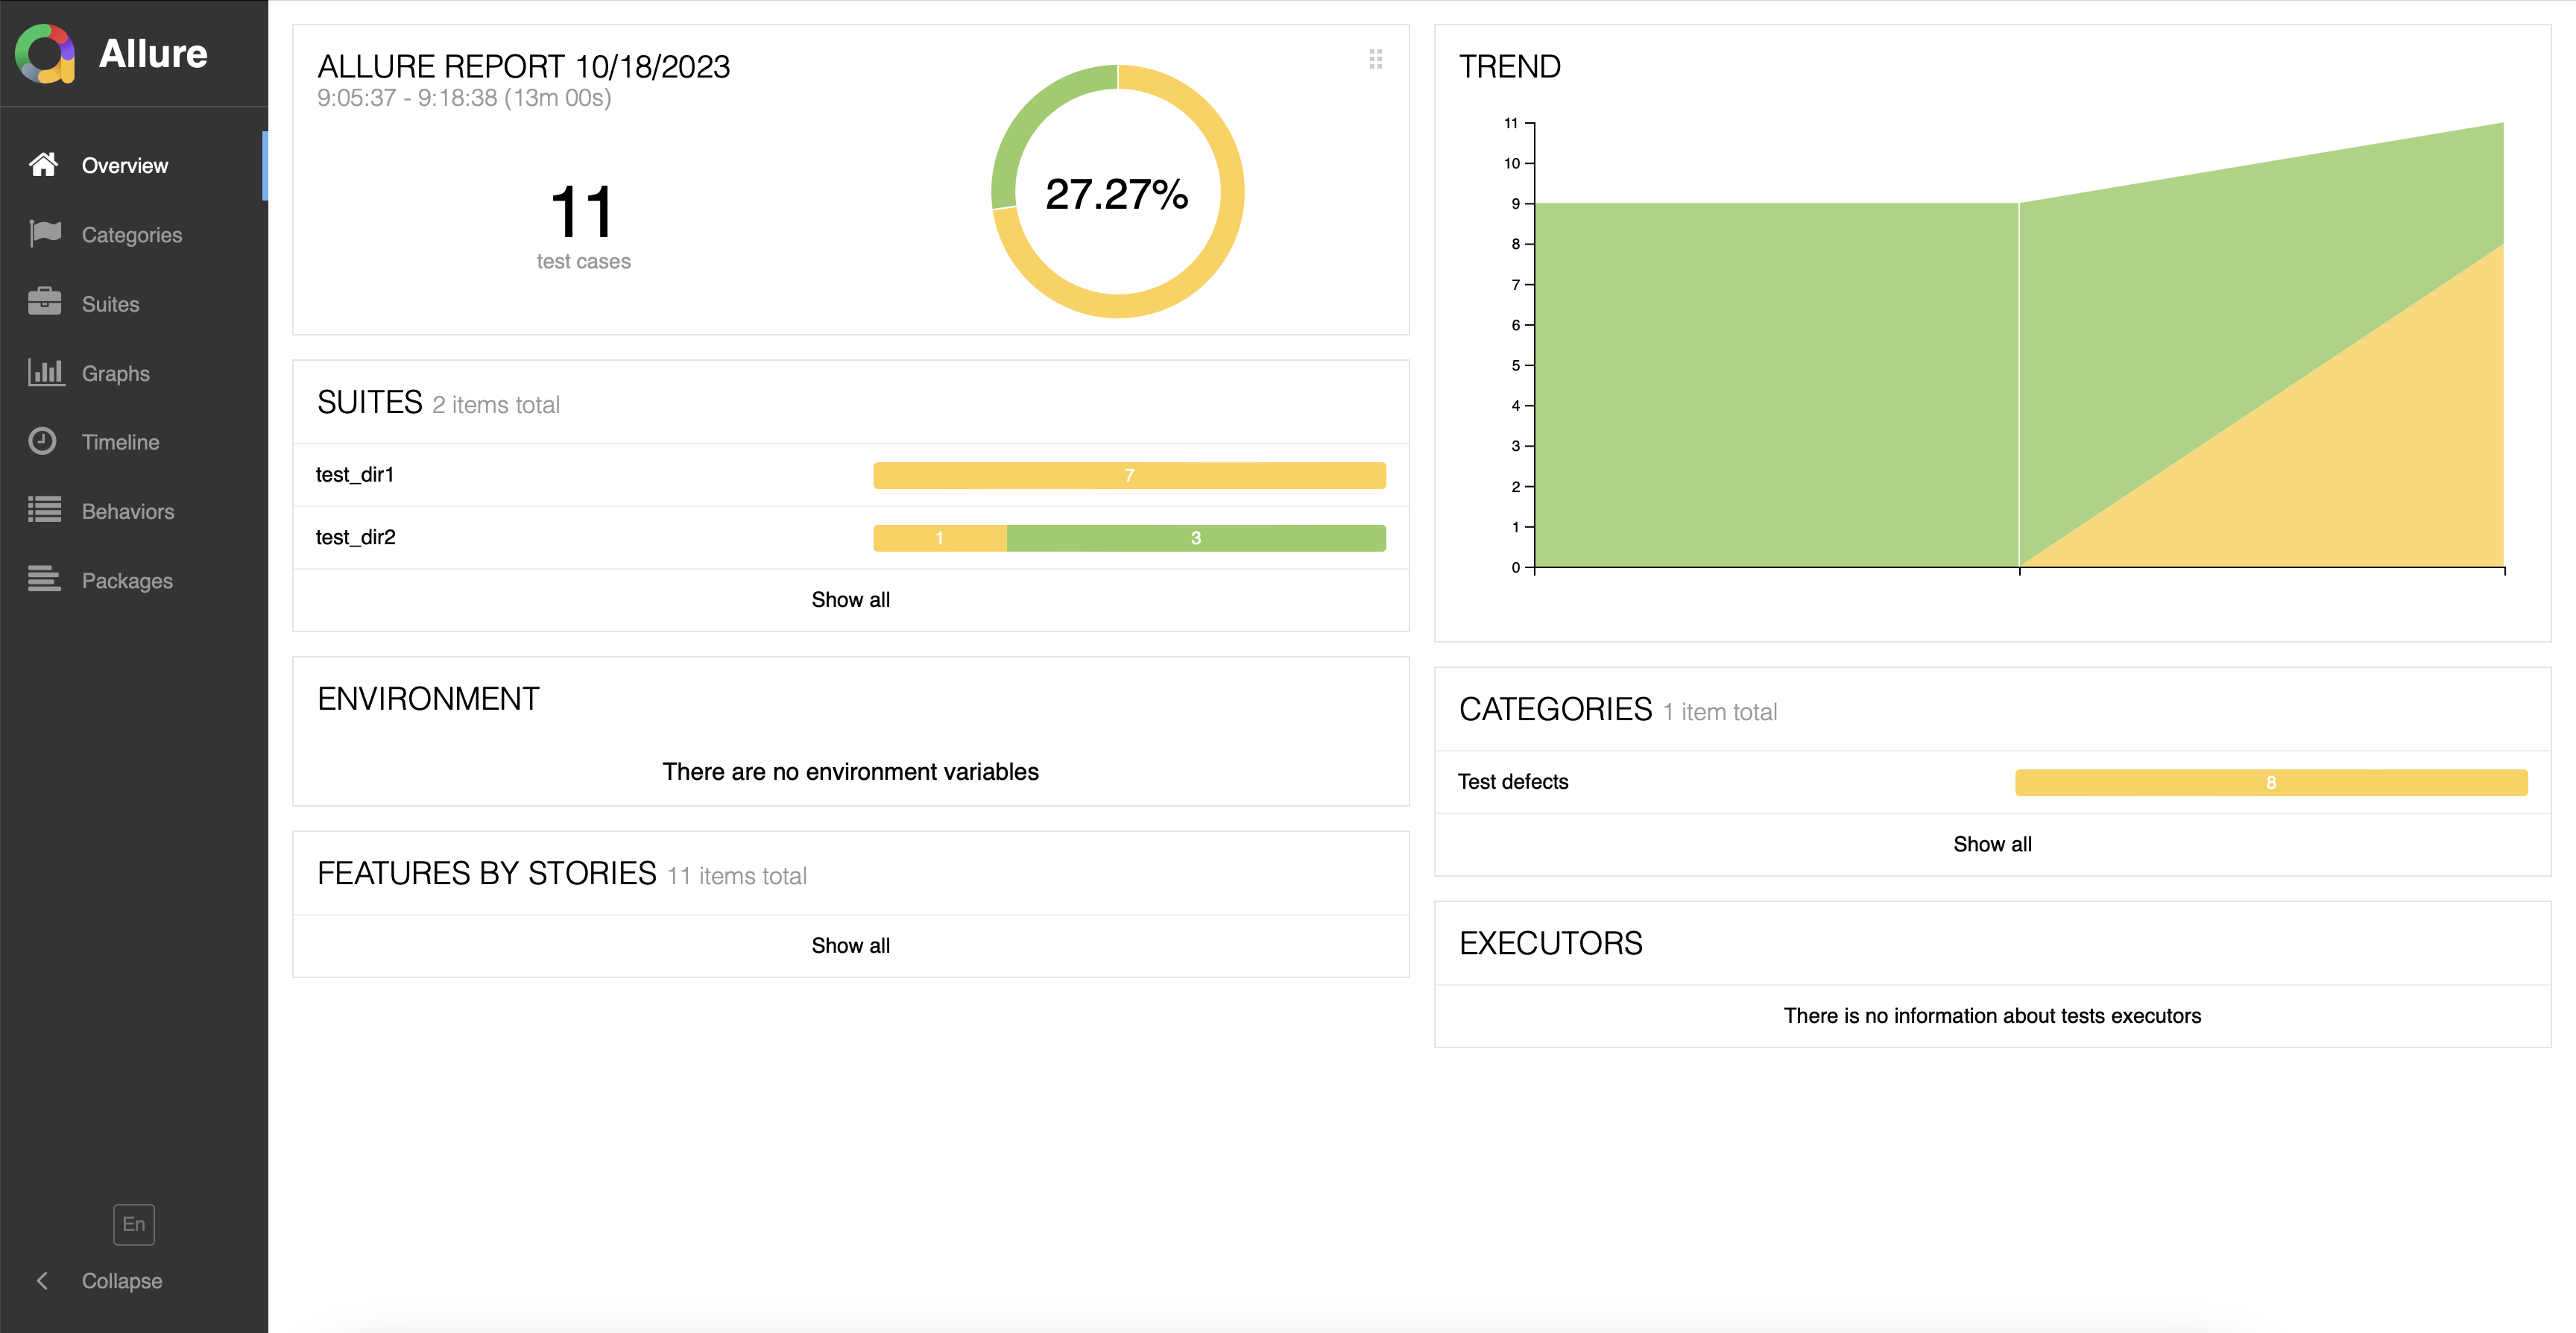 Allure
Overview
Categories
Suites
Graphs
Timeline
Behaviors
Packages
En
Collapse
ALLURE REPORT 10/18/2023
9:05:37 - 9:18:38 (13m 00s)
11
test cases
27.27%
SUITES 2 items total
test_dir1 7
test_dir2 1 3
Show all
ENVIRONMENT
There are no environment variables
FEATURES BY STORIES 11 items total
Show all
TREND
11
10
9
8
7
6
5
4
3
2
1
0
CATEGORIES 1 item total
Test defects 8
Show all
EXECUTORS
There is no information about tests executors